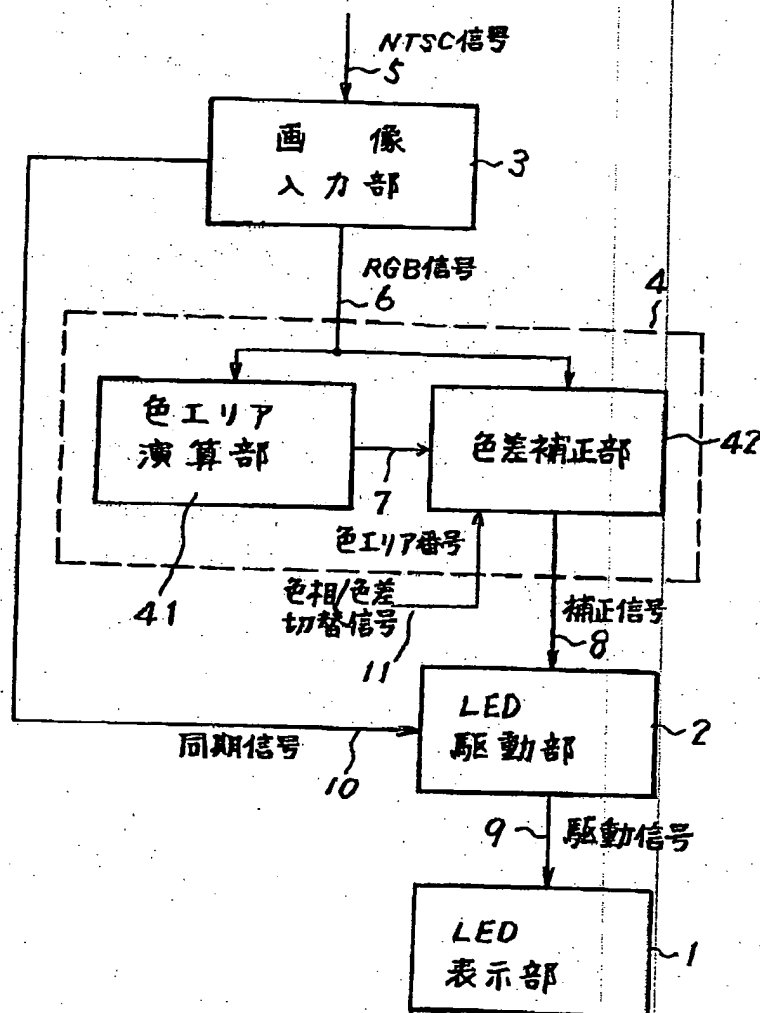 NTSC信号
5
画像
入力部
3
RGB信号
6
4
色エリア
演算部
色差補正部
42
7
色エリア番号
41
色相/色差
切替信号
11
補正信号
8
LED
駆動部
2
同期信号
10
9
駆動信号
LED
表示部
1